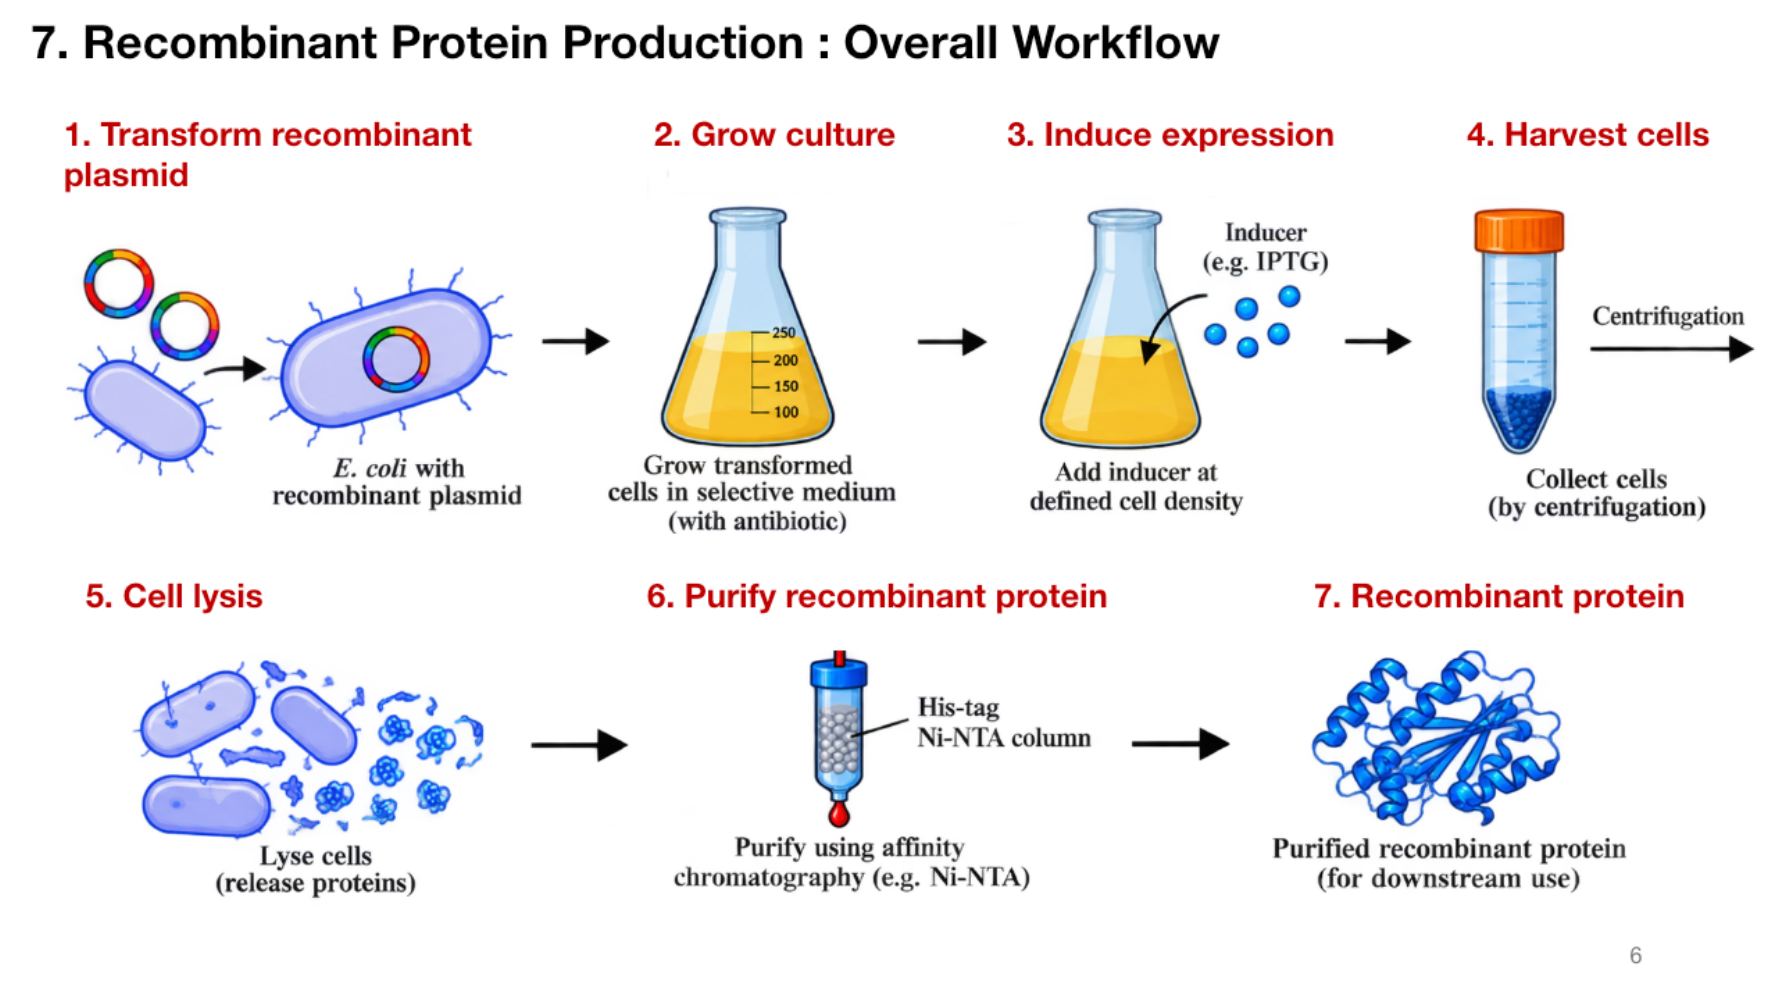 7. Recombinant Protein Production : Overall Workflow
1. Transform recombinant
plasmid
E. coli with
recombinant plasmid
2. Grow culture
250
200
150
100
Grow transformed
cells in selective medium
(with antibiotic)
3. Induce expression
Inducer
(e.g. IPTG)
Add inducer at
defined cell density
4. Harvest cells
Centrifugation
Collect cells
(by centrifugation)
5. Cell lysis
Lyse cells
(release proteins)
6. Purify recombinant protein
His-tag
Ni-NTA column
Purify using affinity
chromatography (e.g. Ni-NTA)
7. Recombinant protein
Purified recombinant protein
(for downstream use)
6